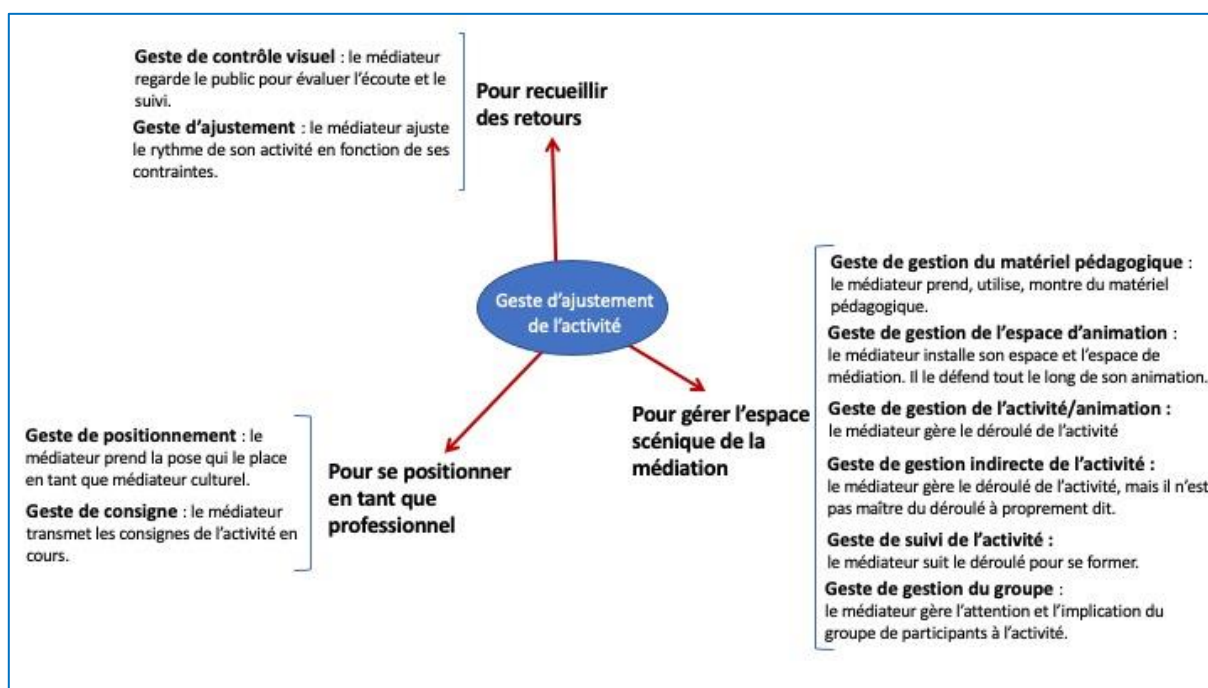 Geste de contrôle visuel : le médiateur
regarde le public pour évaluer l'écoute et le
suivi.
Geste d'ajustement : le médiateur ajuste
le rythme de son activité en fonction de ses
contraintes.
Pour recueillir
des retours
Geste d'ajustement
de l'activité
Geste de gestion du matériel pédagogique :
le médiateur prend, utilise, montre du matériel
pédagogique.
Geste de gestion de l'espace d'animation :
le médiateur installe son espace et l'espace de
médiation. Il le défend tout le long de son animation.
Geste de gestion de l'activité/animation :
le médiateur gère le déroulé de l'activité
Geste de gestion indirecte de l'activité :
le médiateur gère le déroulé de l'activité, mais il n'est
pas maître du déroulé à proprement dit.
Geste de suivi de l'activité :
le médiateur suit le déroulé pour se former.
Geste de gestion du groupe :
le médiateur gère l'attention et l'implication du
groupe de participants à l'activité.
Pour gérer l'espace
scénique de la
médiation
Geste de positionnement : le
médiateur prend la pose qui le place
en tant que médiateur culturel.
Geste de consigne : le médiateur
transmet les consignes de l'activité en
cours.
Pour se positionner
en tant que
professionnel